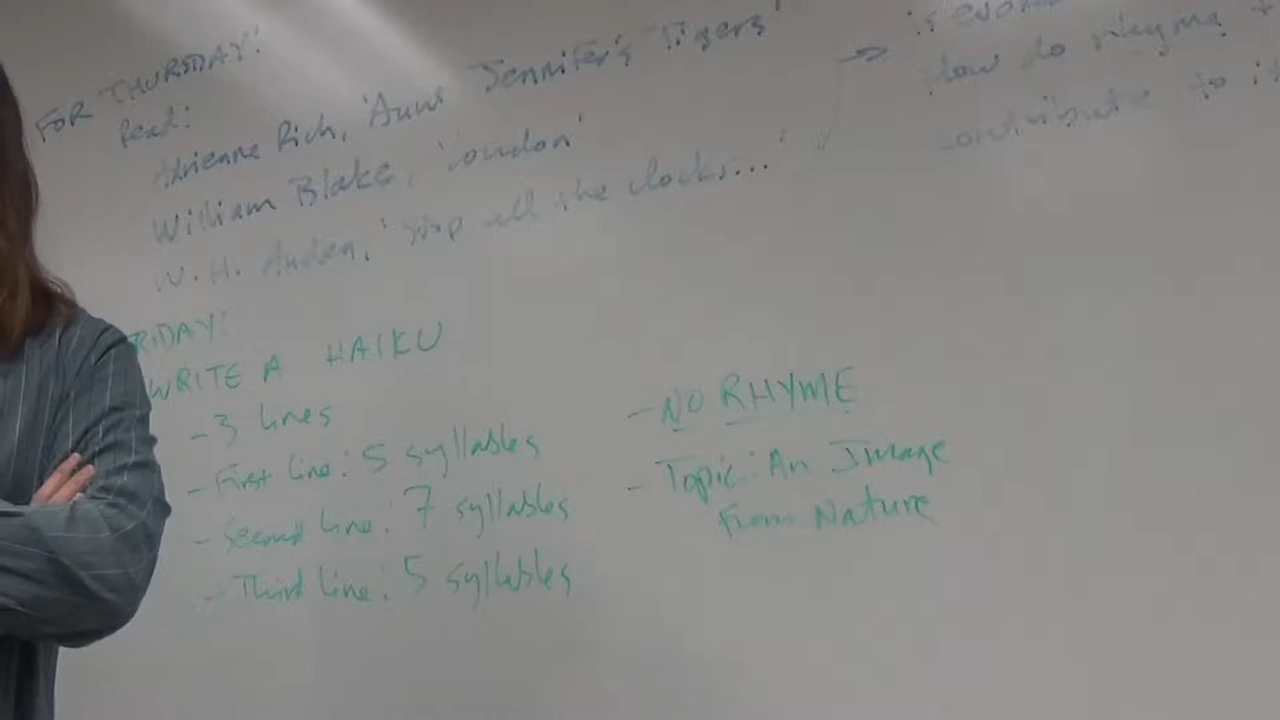 FOR THURSDAY:
Read:
Adrienne Rich, 'Aunt Jennifer's Tigers'
William Blake, 'London'
W. H. Auden, 'Stop all the clocks...'
How do rhyme
contribute to it
RIDAY:
WRITE A HAIKU
- 3 lines
- First line: 5 syllables
- Second line: 7 syllables
- Third line: 5 syllables
- NO RHYME
- Topic: An Image
From Nature